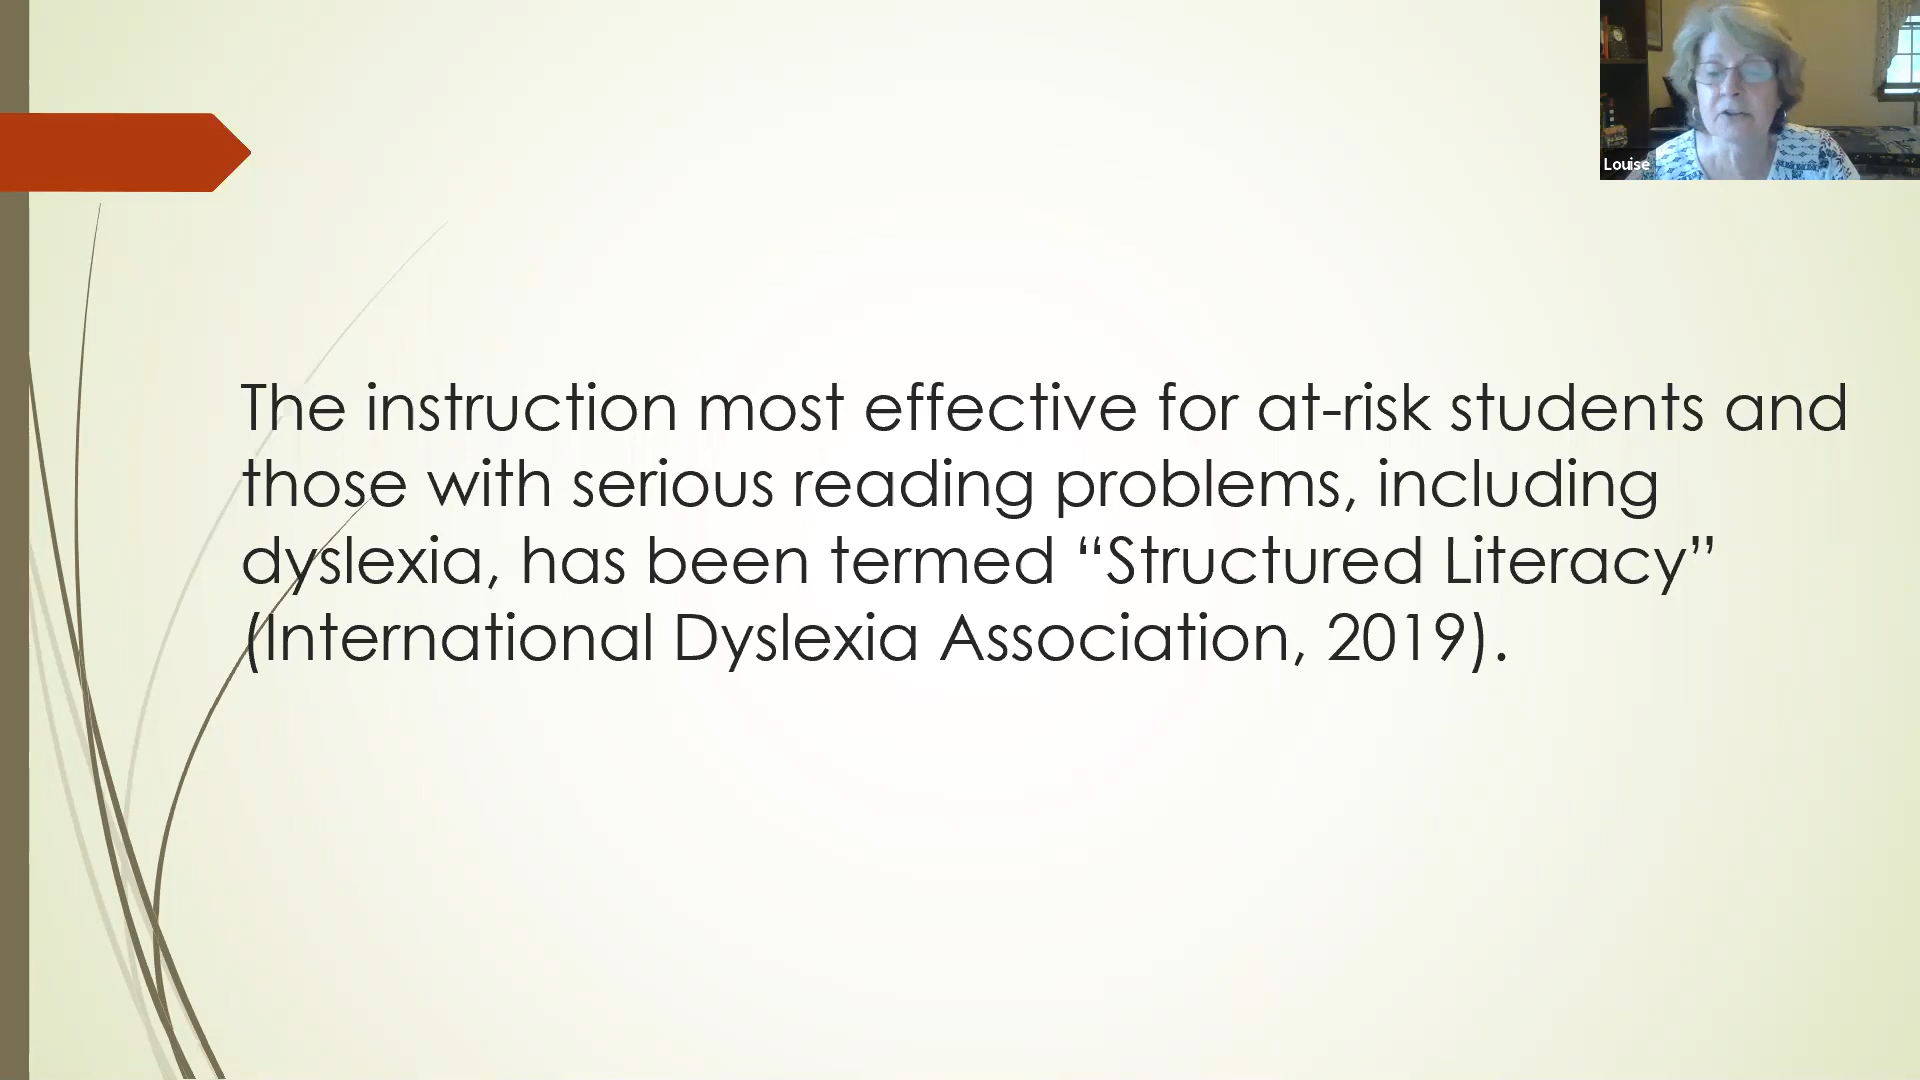 Louise
The instruction most effective for at-risk students and
those with serious reading problems, including
dyslexia, has been termed “Structured Literacy”
(International Dyslexia Association, 2019).